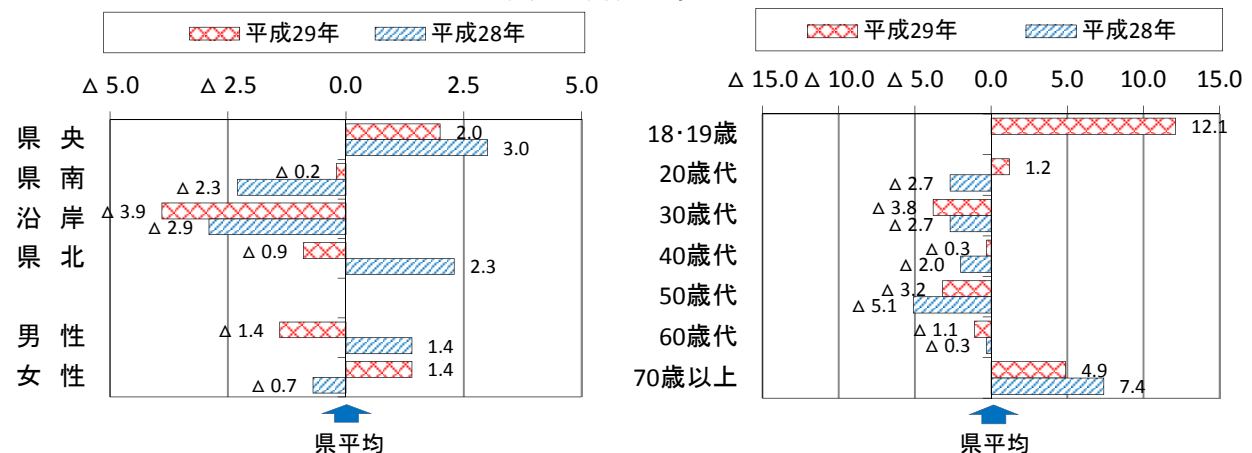 平成29年 平成28年
△ 5.0 △ 2.5 0.0 2.5 5.0
県 央 2.0
3.0
県 南 △ 0.2
△ 2.3
沿 岸 △ 3.9
△ 2.9
県 北 △ 0.9
2.3
男 性 △ 1.4
1.4
女 性 1.4
△ 0.7
県平均
平成29年 平成28年
△ 15.0 △ 10.0 △ 5.0 0.0 5.0 10.0 15.0
18･19歳 12.1
20歳代 1.2
△ 2.7
30歳代 △ 3.8
△ 2.7
40歳代 △ 0.3
△ 2.0
50歳代 △ 3.2
△ 5.1
60歳代 △ 1.1
△ 0.3
70歳以上 4.9
7.4
県平均